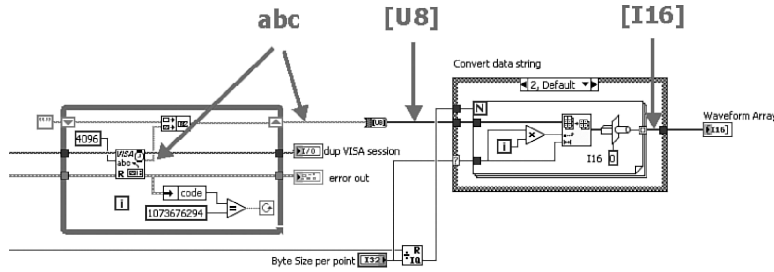 abc
[U8]
[I16]
Convert data string
2, Default
N
[U8]
4096
VISA
abc
R
I/O
dup VISA session
error out
i
code
1073676294
=
i
x
I16
0
Waveform Array
[I16]
Byte Size per point
I32
R
IQ